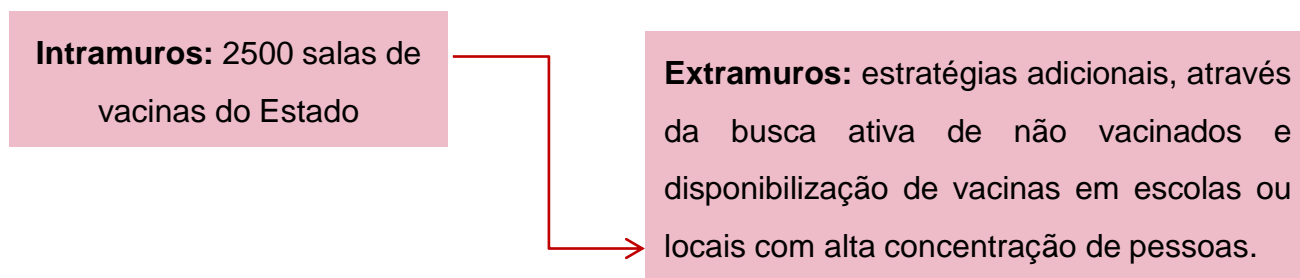 Intramuros: 2500 salas de
vacinas do Estado
Extramuros: estratégias adicionais, através
da busca ativa de não vacinados e
disponibilização de vacinas em escolas ou
locais com alta concentração de pessoas.